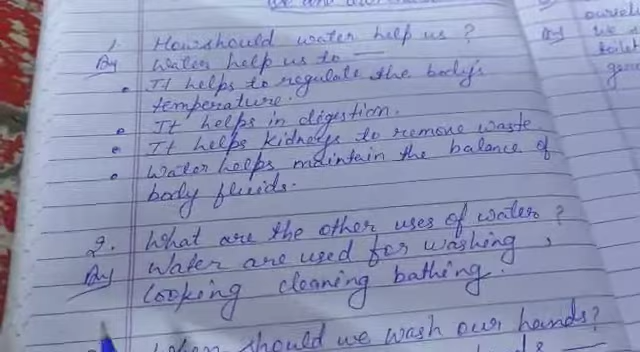 1. How should water help us?
Ay Water help us to —
• It helps to regulate the body's
temperature.
• It helps in digestion.
• It helps kidneys to remove waste
• Water helps maintain the balance of
body fluids.
2. What are the other uses of water?
Ay Water are used for washing,
cooking cleaning bathing.
should we wash our hands?